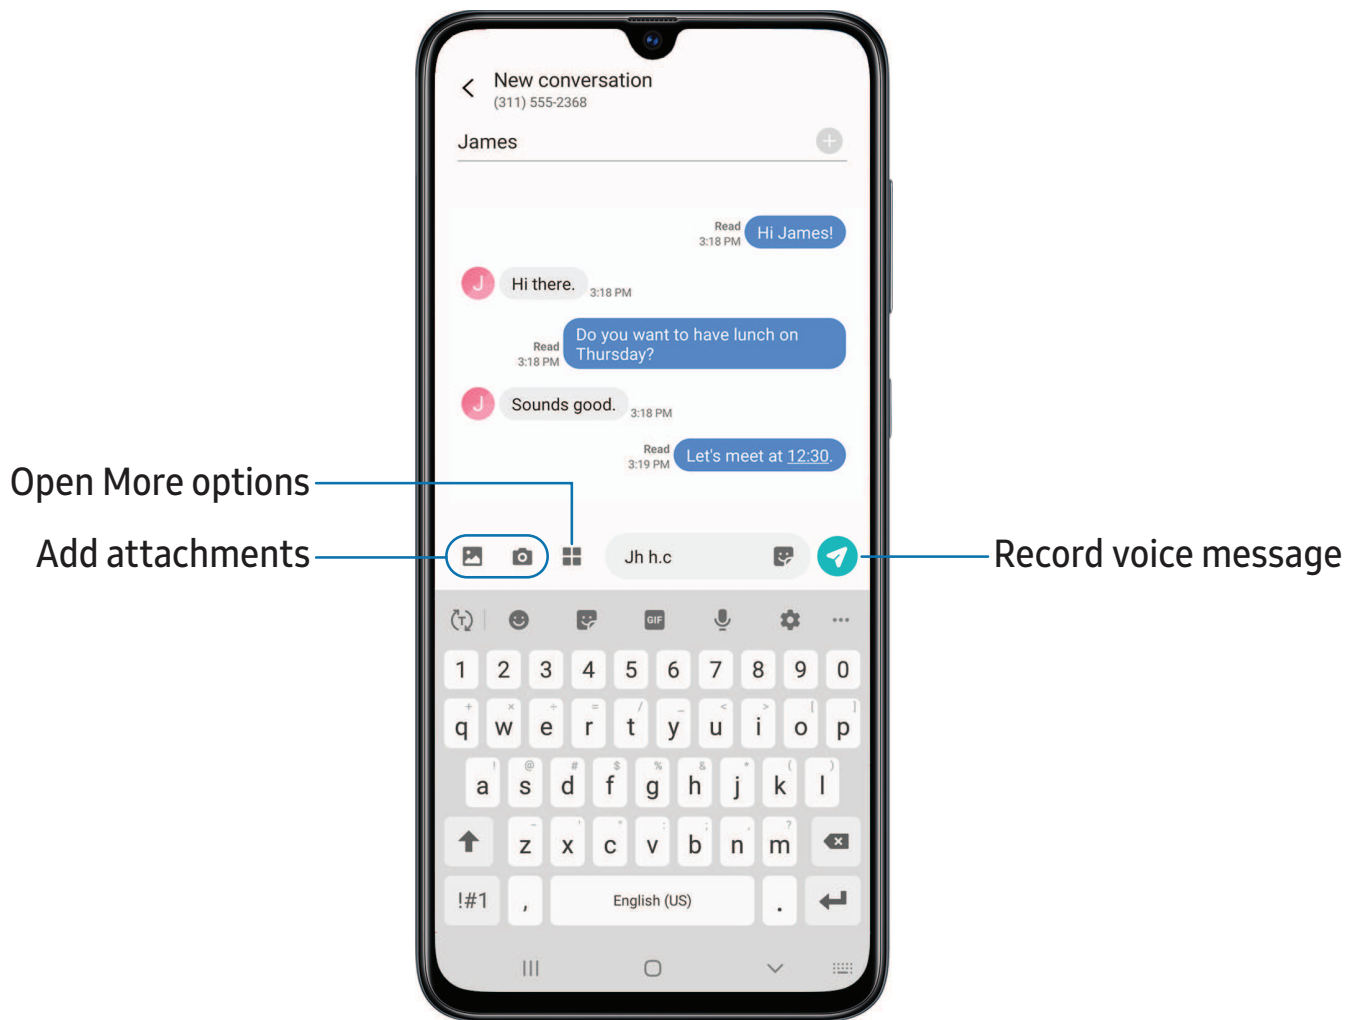 New conversation
(311) 555-2368
James
Read
3:18 PM
Hi James!
J
Hi there.
3:18 PM
Read
3:18 PM
Do you want to have lunch on
Thursday?
J
Sounds good.
3:18 PM
Read
3:19 PM
Let's meet at 12:30.
Open More options
Add attachments
Jh h.c
Record voice message
T
GIF
1 2 3 4 5 6 7 8 9 0
+ × ÷ = / _ < > [ ]
q w e r t y u i o p
! @ # $ % & * ( )
a s d f g h j k l
z x c v b n m ?
!#1 , English (US) .